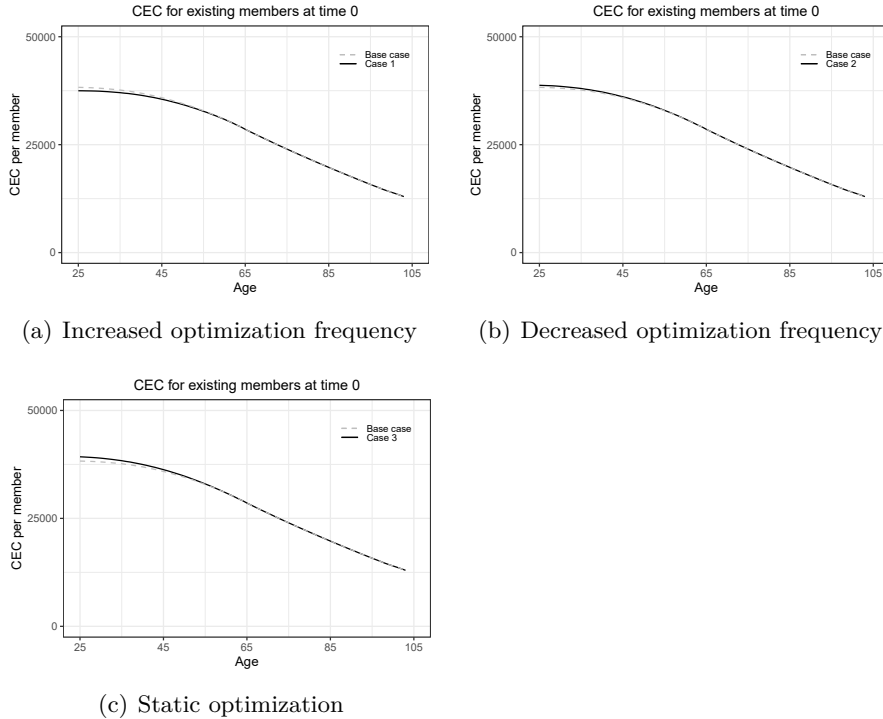 CEC for existing members at time 0
50000
25000
0
CEC per member
Base case
Case 1
25 45 65 85 105
Age
(a) Increased optimization frequency
CEC for existing members at time 0
50000
25000
0
CEC per member
Base case
Case 2
25 45 65 85 105
Age
(b) Decreased optimization frequency
CEC for existing members at time 0
50000
25000
0
CEC per member
Base case
Case 3
25 45 65 85 105
Age
(c) Static optimization